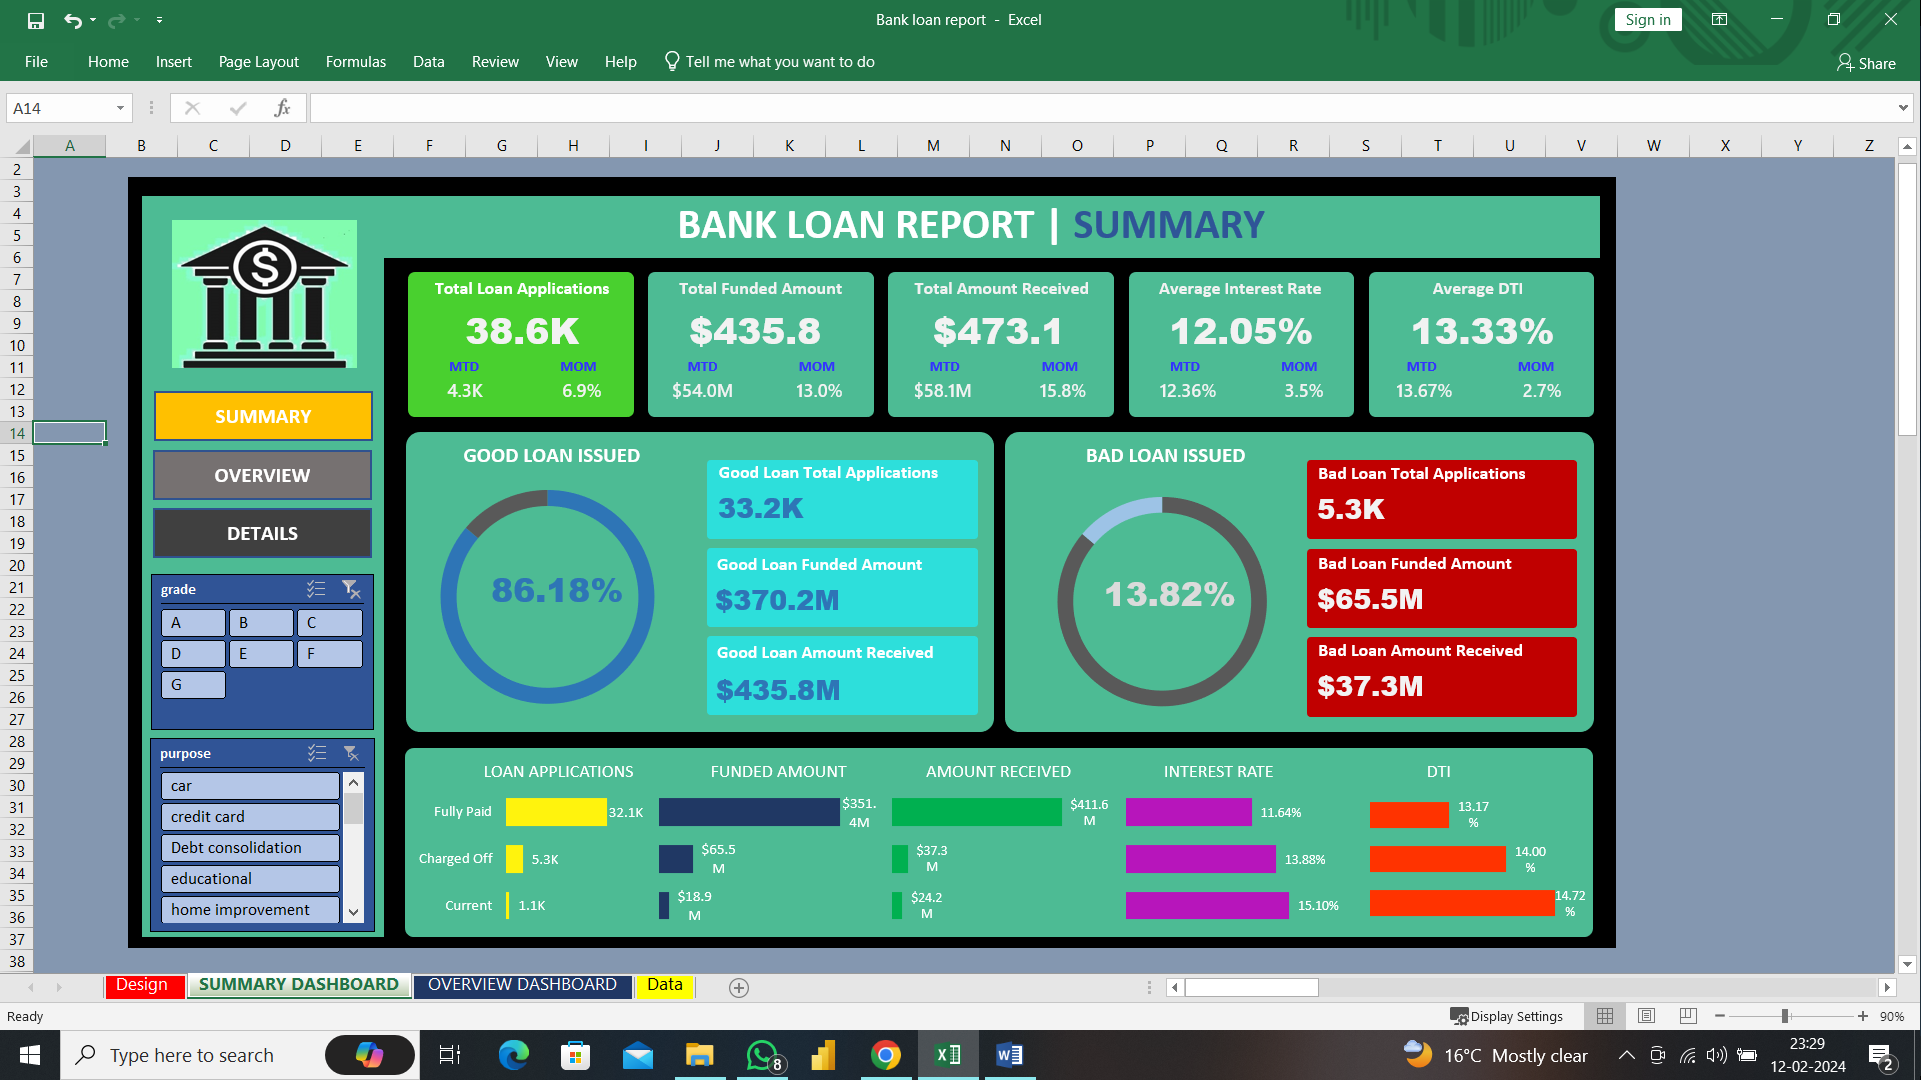 Bank loan report - Excel
Sign in
File Home Insert Page Layout Formulas Data Review View Help Tell me what you want to do
Share
A14
fx
A B C D E F G H I J K L M N O P Q R S T U V W X Y Z
2
3
4
5
6
7
8
9
10
11
12
13
14
15
16
17
18
19
20
21
22
23
24
25
26
27
28
29
30
31
32
33
34
35
36
37
38
BANK LOAN REPORT | SUMMARY
$
SUMMARY
OVERVIEW
DETAILS
grade
A B C
D E F
G
purpose
car
credit card
Debt consolidation
educational
home improvement
Total Loan Applications
38.6K
MTD MOM
4.3K 6.9%
Total Funded Amount
$435.8
MTD MOM
$54.0M 13.0%
Total Amount Received
$473.1
MTD MOM
$58.1M 15.8%
Average Interest Rate
12.05%
MTD MOM
12.36% 3.5%
Average DTI
13.33%
MTD MOM
13.67% 2.7%
GOOD LOAN ISSUED
86.18%
Good Loan Total Applications
33.2K
Good Loan Funded Amount
$370.2M
Good Loan Amount Received
$435.8M
BAD LOAN ISSUED
13.82%
Bad Loan Total Applications
5.3K
Bad Loan Funded Amount
$65.5M
Bad Loan Amount Received
$37.3M
LOAN APPLICATIONS FUNDED AMOUNT AMOUNT RECEIVED INTEREST RATE DTI
Fully Paid 32.1K $351.4M $411.6M 11.64% 13.17%
Charged Off 5.3K $65.5M $37.3M 13.88% 14.00%
Current 1.1K $18.9M $24.2M 15.10% 14.72%
Design SUMMARY DASHBOARD OVERVIEW DASHBOARD Data
Ready
Display Settings
90%
Type here to search
8
16°C Mostly clear
23:29
12-02-2024
2